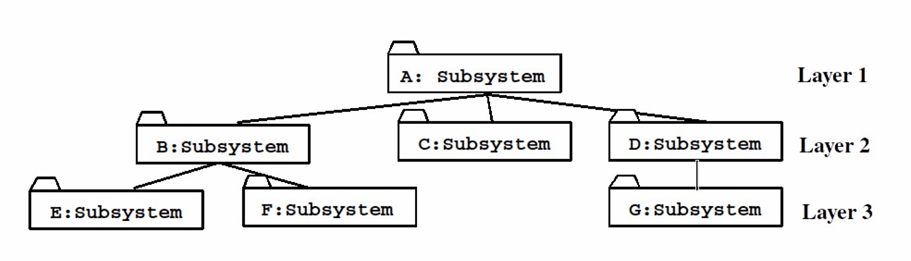 A: Subsystem
Layer 1
B:Subsystem
C:Subsystem
D:Subsystem
Layer 2
E:Subsystem
F:Subsystem
G:Subsystem
Layer 3